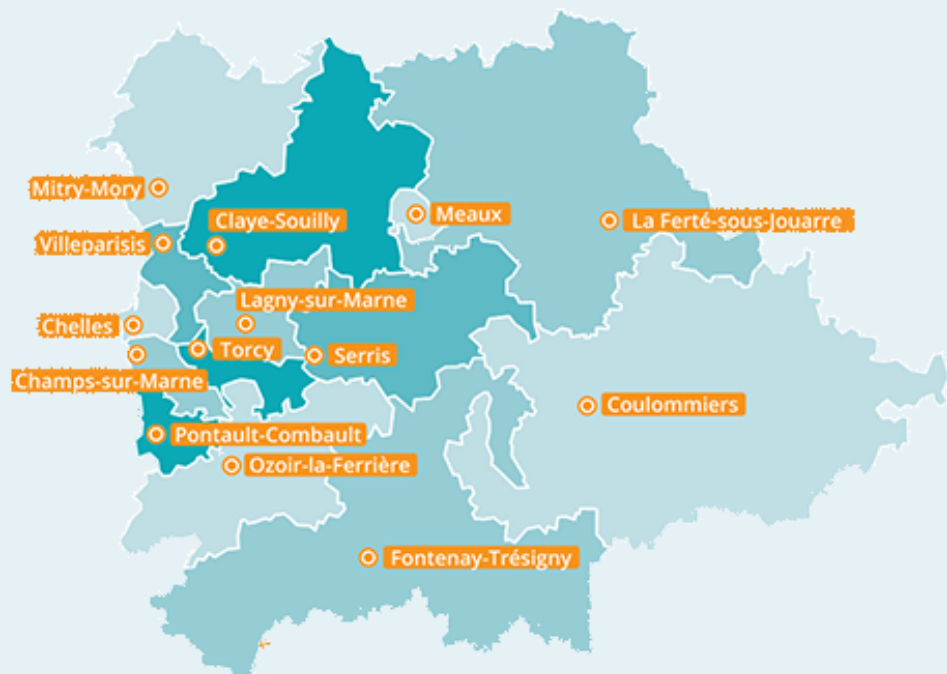 Mitry-Mory
Claye-Souilly
Meaux
La Ferté-sous-Jouarre
Villeparisis
Lagny-sur-Marne
Chelles
Torcy
Serris
Champs-sur-Marne
Coulommiers
Pontault-Combault
Ozoir-la-Ferrière
Fontenay-Trésigny